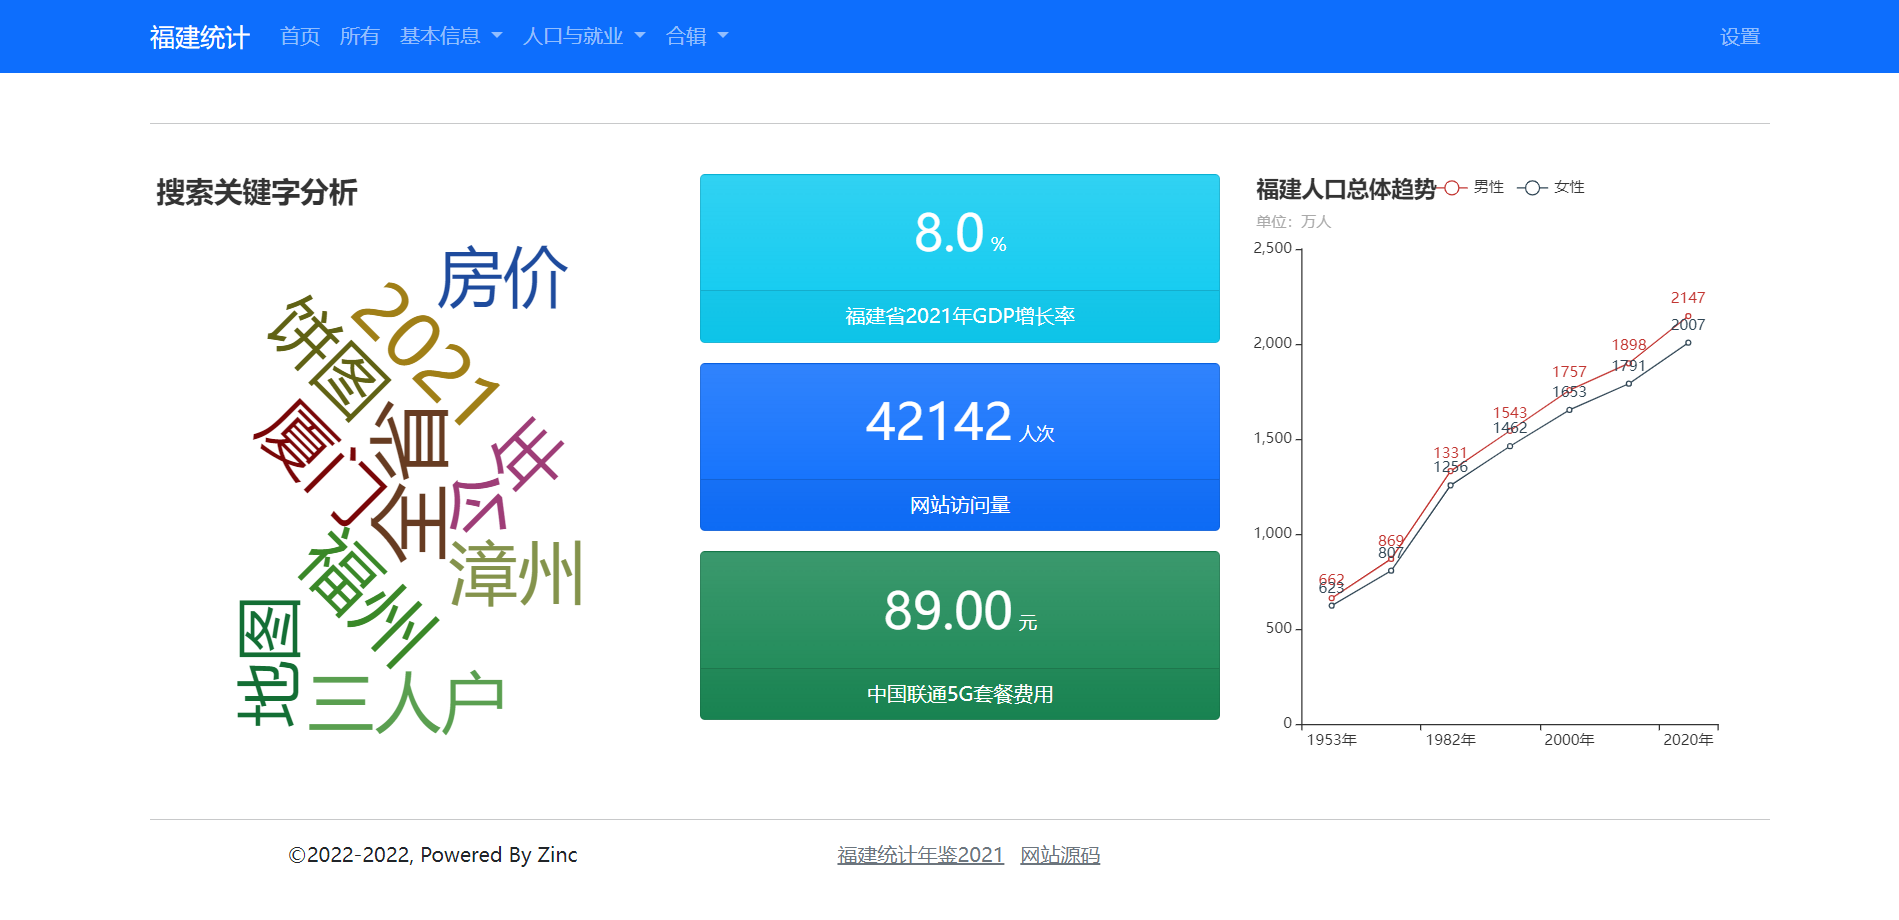 福建统计 首页 所有 基本信息 人口与就业 合辑 设置
搜索关键字分析
房价
2021
饼图
厦门
全省
今年
福州
漳州
地图
三人户
8.0 %
福建省2021年GDP增长率
42142 人次
网站访问量
89.00 元
中国联通5G套餐费用
福建人口总体趋势 男性 女性
单位：万人
2,500
2,000
1,500
1,000
500
0
2147
2007
1898
1791
1757
1653
1543
1462
1331
1256
869
807
662
623
1953年 1982年 2000年 2020年
©2022-2022, Powered By Zinc 福建统计年鉴2021 网站源码